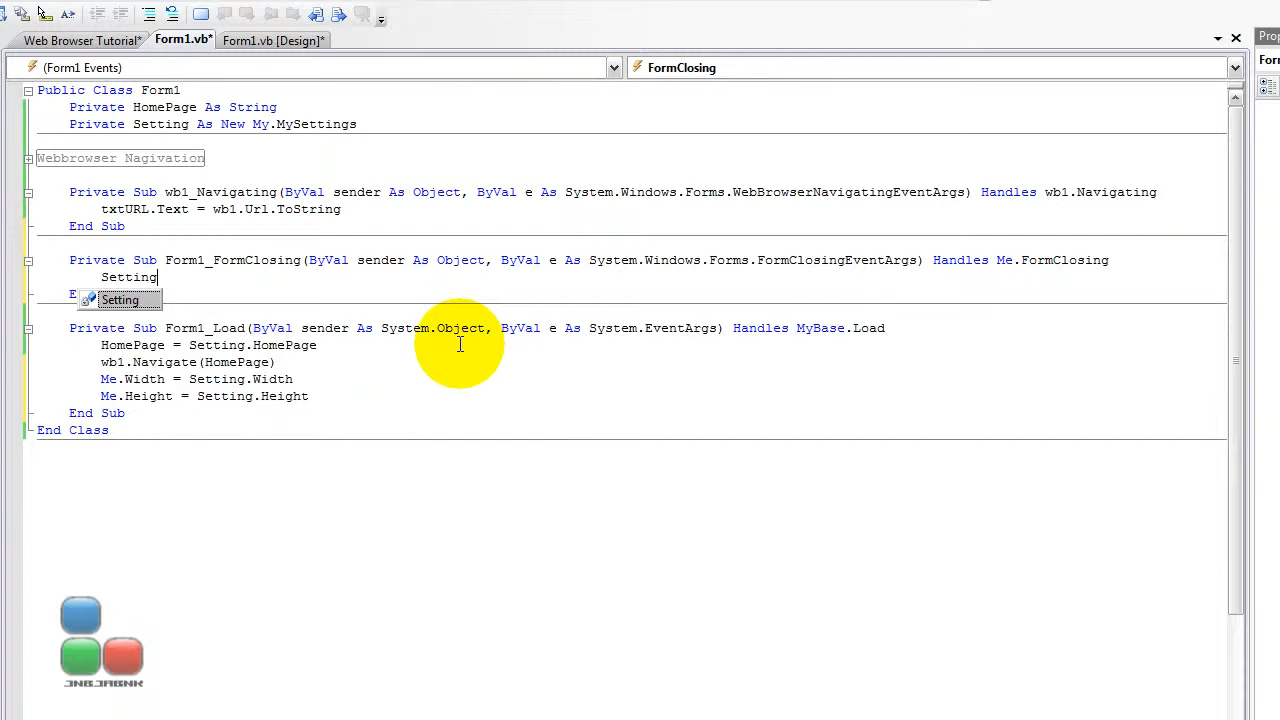 Prop
Web Browser Tutorial* Form1.vb* Form1.vb [Design]*
Form
(Form1 Events) FormClosing
Public Class Form1
Private HomePage As String
Private Setting As New My.MySettings
Webbrowser Nagivation
Private Sub wb1_Navigating(ByVal sender As Object, ByVal e As System.Windows.Forms.WebBrowserNavigatingEventArgs) Handles wb1.Navigating
txtURL.Text = wb1.Url.ToString
End Sub
Private Sub Form1_FormClosing(ByVal sender As Object, ByVal e As System.Windows.Forms.FormClosingEventArgs) Handles Me.FormClosing
Setting
E
Setting
Private Sub Form1_Load(ByVal sender As System.Object, ByVal e As System.EventArgs) Handles MyBase.Load
HomePage = Setting.HomePage
wb1.Navigate(HomePage)
Me.Width = Setting.Width
Me.Height = Setting.Height
End Sub
End Class